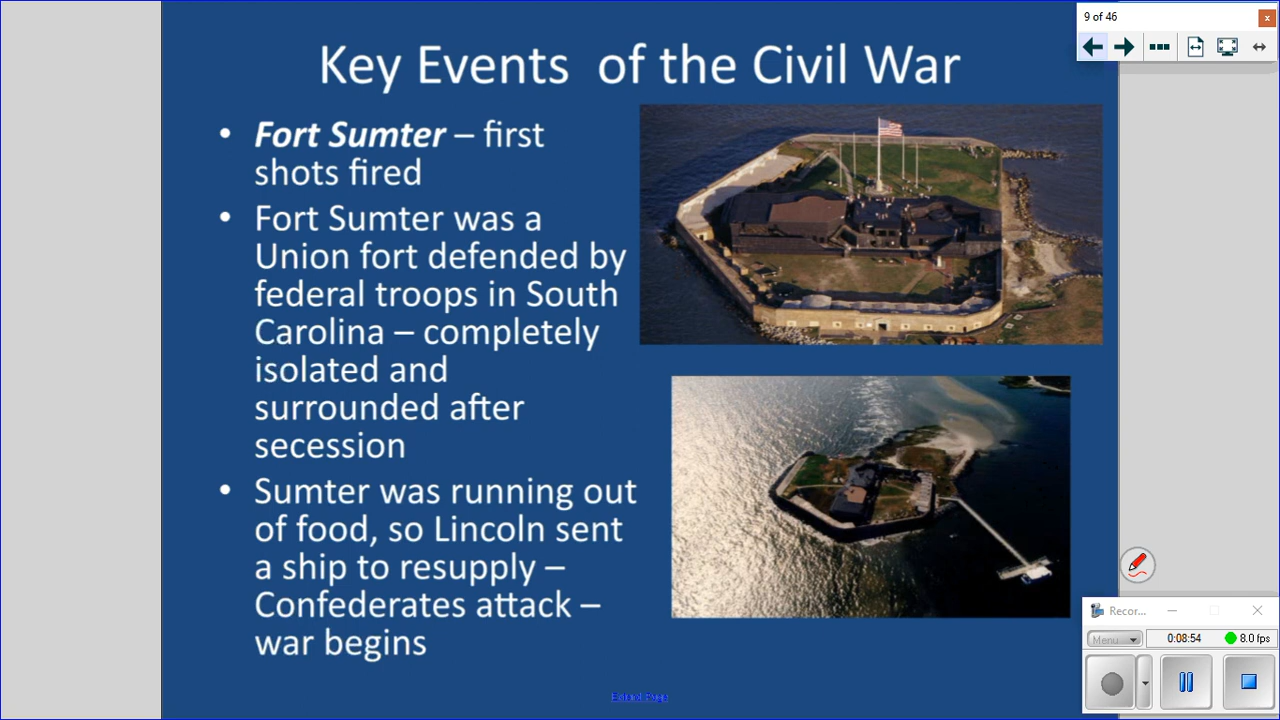 9 of 46
Key Events of the Civil War
• Fort Sumter – first
shots fired
• Fort Sumter was a
Union fort defended by
federal troops in South
Carolina – completely
isolated and
surrounded after
secession
• Sumter was running out
of food, so Lincoln sent
a ship to resupply –
Confederates attack –
war begins
Extend Page
Recor...
Menu
0:08:54
8.0 fps